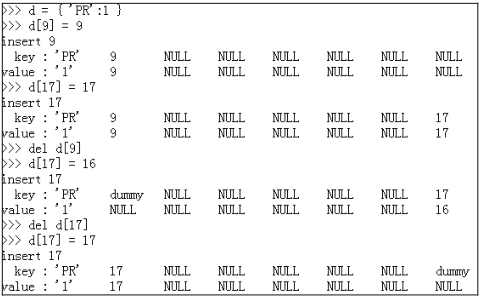 >>> d = { 'PR':1 }
>>> d[9] = 9
insert 9
key : 'PR' 9 NULL NULL NULL NULL NULL NULL
value : '1' 9 NULL NULL NULL NULL NULL NULL
>>> d[17] = 17
insert 17
key : 'PR' 9 NULL NULL NULL NULL NULL 17
value : '1' 9 NULL NULL NULL NULL NULL 17
>>> del d[9]
>>> d[17] = 16
insert 17
key : 'PR' dummy NULL NULL NULL NULL NULL 17
value : '1' NULL NULL NULL NULL NULL NULL 16
>>> del d[17]
>>> d[17] = 17
insert 17
key : 'PR' 17 NULL NULL NULL NULL NULL dummy
value : '1' 17 NULL NULL NULL NULL NULL NULL